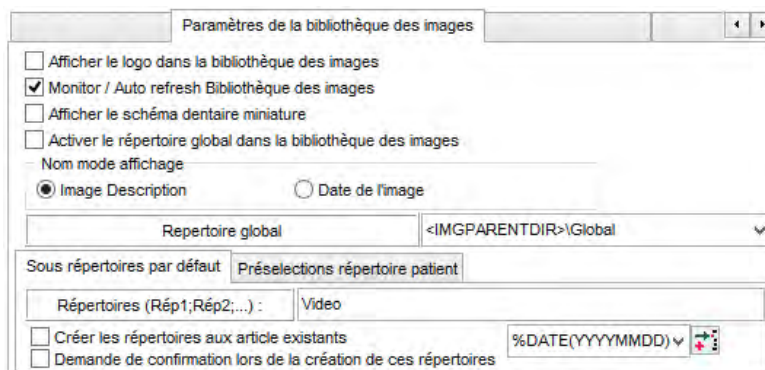 Paramètres de la bibliothèque des images
Afficher le logo dans la bibliothèque des images
Monitor / Auto refresh Bibliothèque des images
Afficher le schéma dentaire miniature
Activer le répertoire global dans la bibliothèque des images
Nom mode affichage
Image Description Date de l'image
Repertoire global <IMGPARENTDIR>\Global
Sous répertoires par défaut Préselections répertoire patient
Répertoires (Rép1;Rép2;...) : Video
Créer les répertoires aux article existants %DATE(YYYYMMDD)
Demande de confirmation lors de la création de ces répertoires